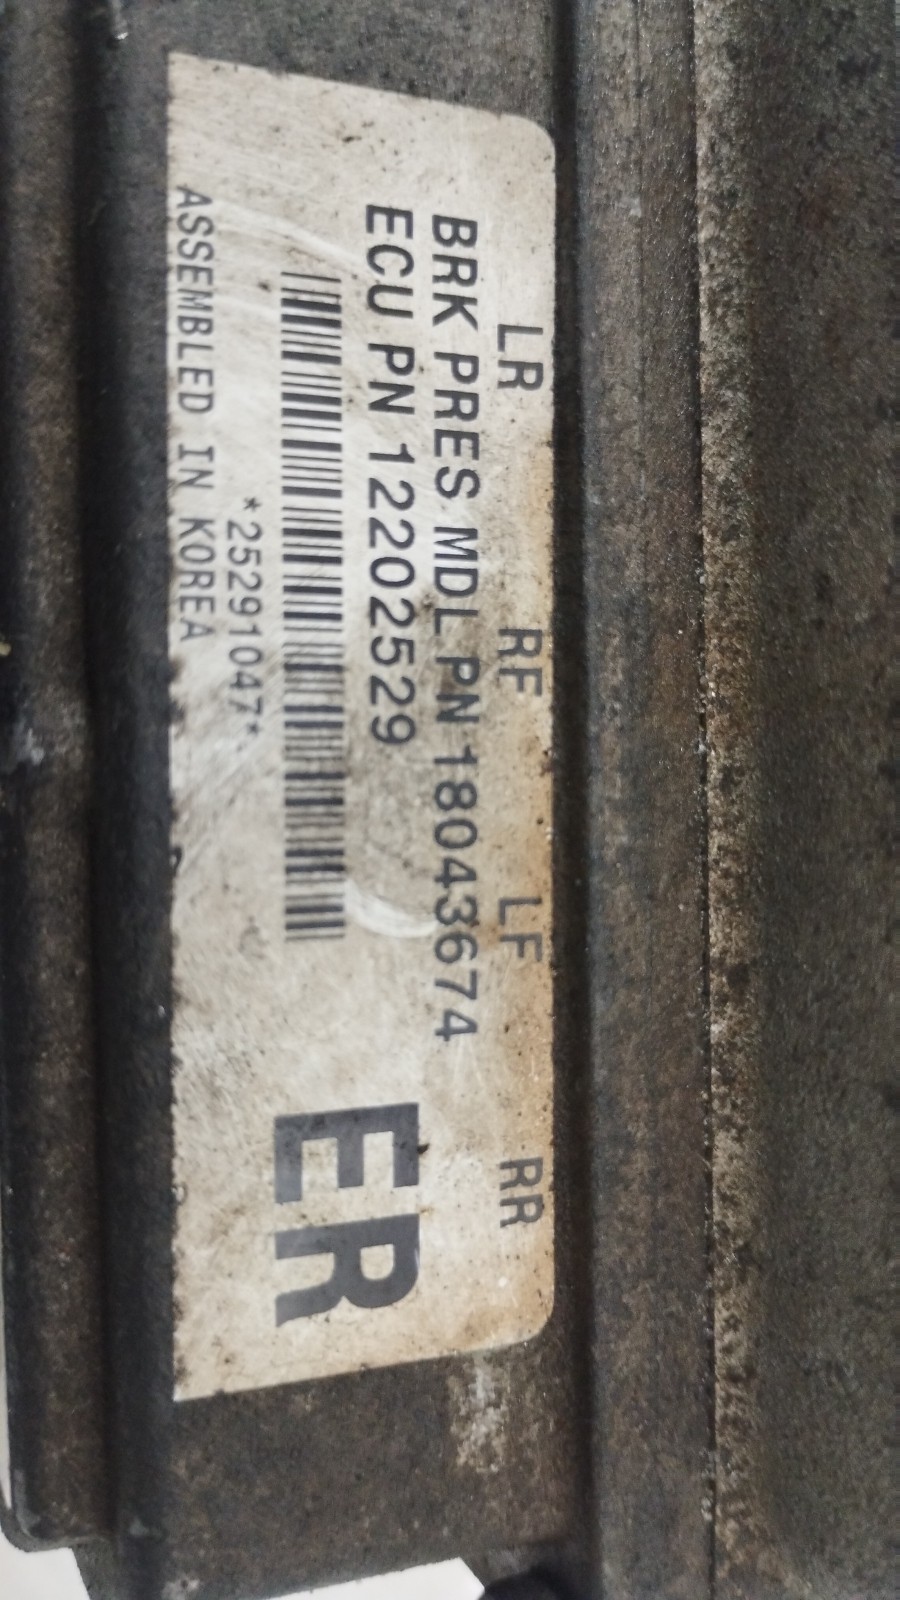 LR RF LF RR
BRK PRES MDL PN 18043674
ECU PN 12202529
ER
*25291047*
ASSEMBLED IN KOREA